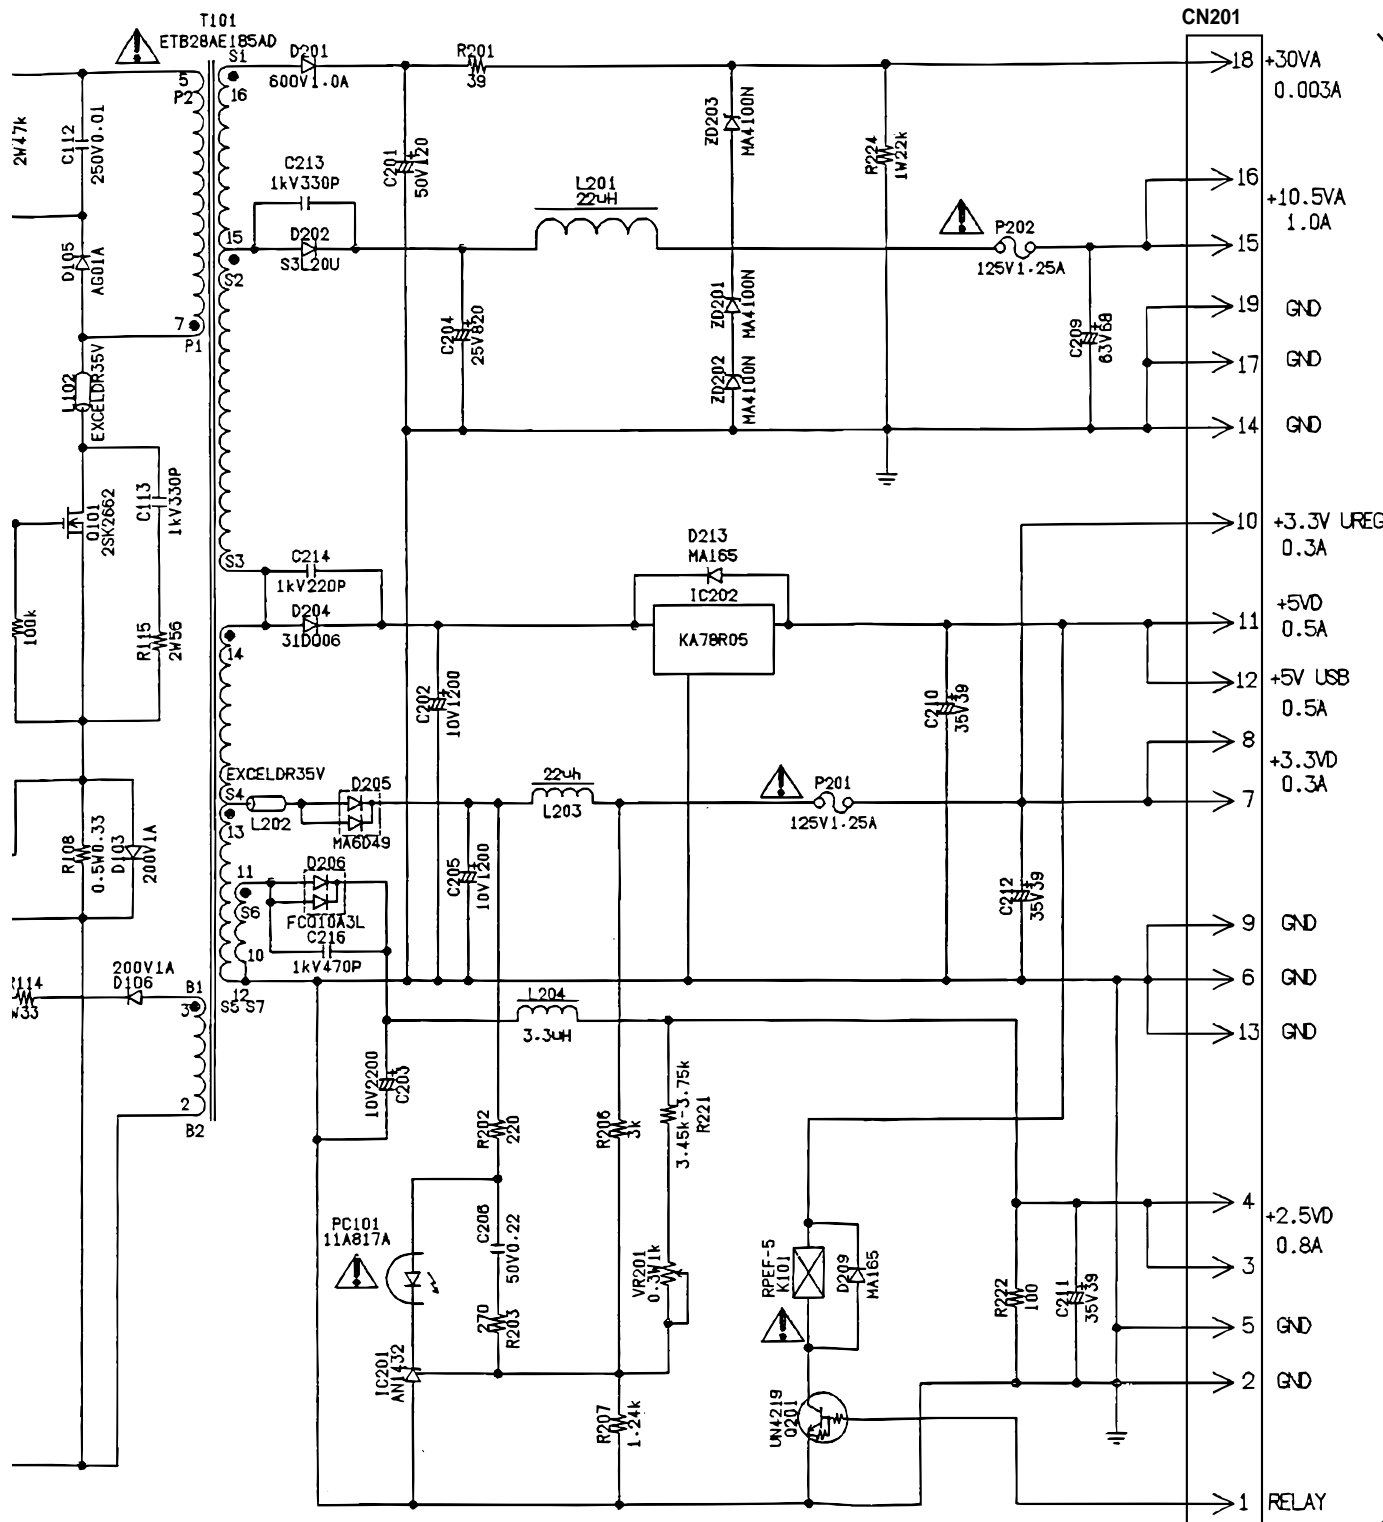 CN201
T101
ETB28AE185AD
S1
D201
600V1.0A
R201
39
18
+30VA
0.003A
5
P2
16
2W47k
C112
250V0.01
C201
50V120
ZD203
MA4100N
R224
1W22k
C213
1kV330P
L201
22uH
16
+10.5VA
1.0A
15
D202
S3L20U
S2
P202
125V1.25A
15
D105
AG01A
7
P1
C204
25V820
ZD201
MA4100N
C209
63V68
19
GND
L102
EXCELDR35V
ZD202
MA4100N
17
GND
14
GND
C113
1kV330P
Q101
2SK2662
10
+3.3V UREG
0.3A
S3
C214
1kV220P
D213
MA165
IC202
KA78R05
D204
31DQ06
100k
R115
2W56
14
11
+5VD
0.5A
C202
10V1200
C210
35V39
12
+5V USB
0.5A
8
+3.3VD
0.3A
7
EXCELDR35V
S4
L202
D205
MA6D49
22uh
L203
P201
125V1.25A
13
R108
0.5W0.33
D103
200V1A
11
S6
D206
FCQ10A3L
C216
1kV470P
10
C205
10V1200
C212
35V39
9
GND
6
GND
13
GND
200V1A
D106
R114
W33
B1
3
12
S5 S7
L204
3.3uH
2
B2
10V2200
C203
R202
220
R206
3k
3.45k-3.75k
R221
PC101
11A817A
C206
50V0.22
VR201
0.3W1k
RPEF-5
K101
D209
MA165
4
+2.5VD
0.8A
3
R222
100
C211
35V39
270
R203
5
GND
IC201
AN1432
R207
1.24k
UN4219
Q201
2
GND
1
RELAY